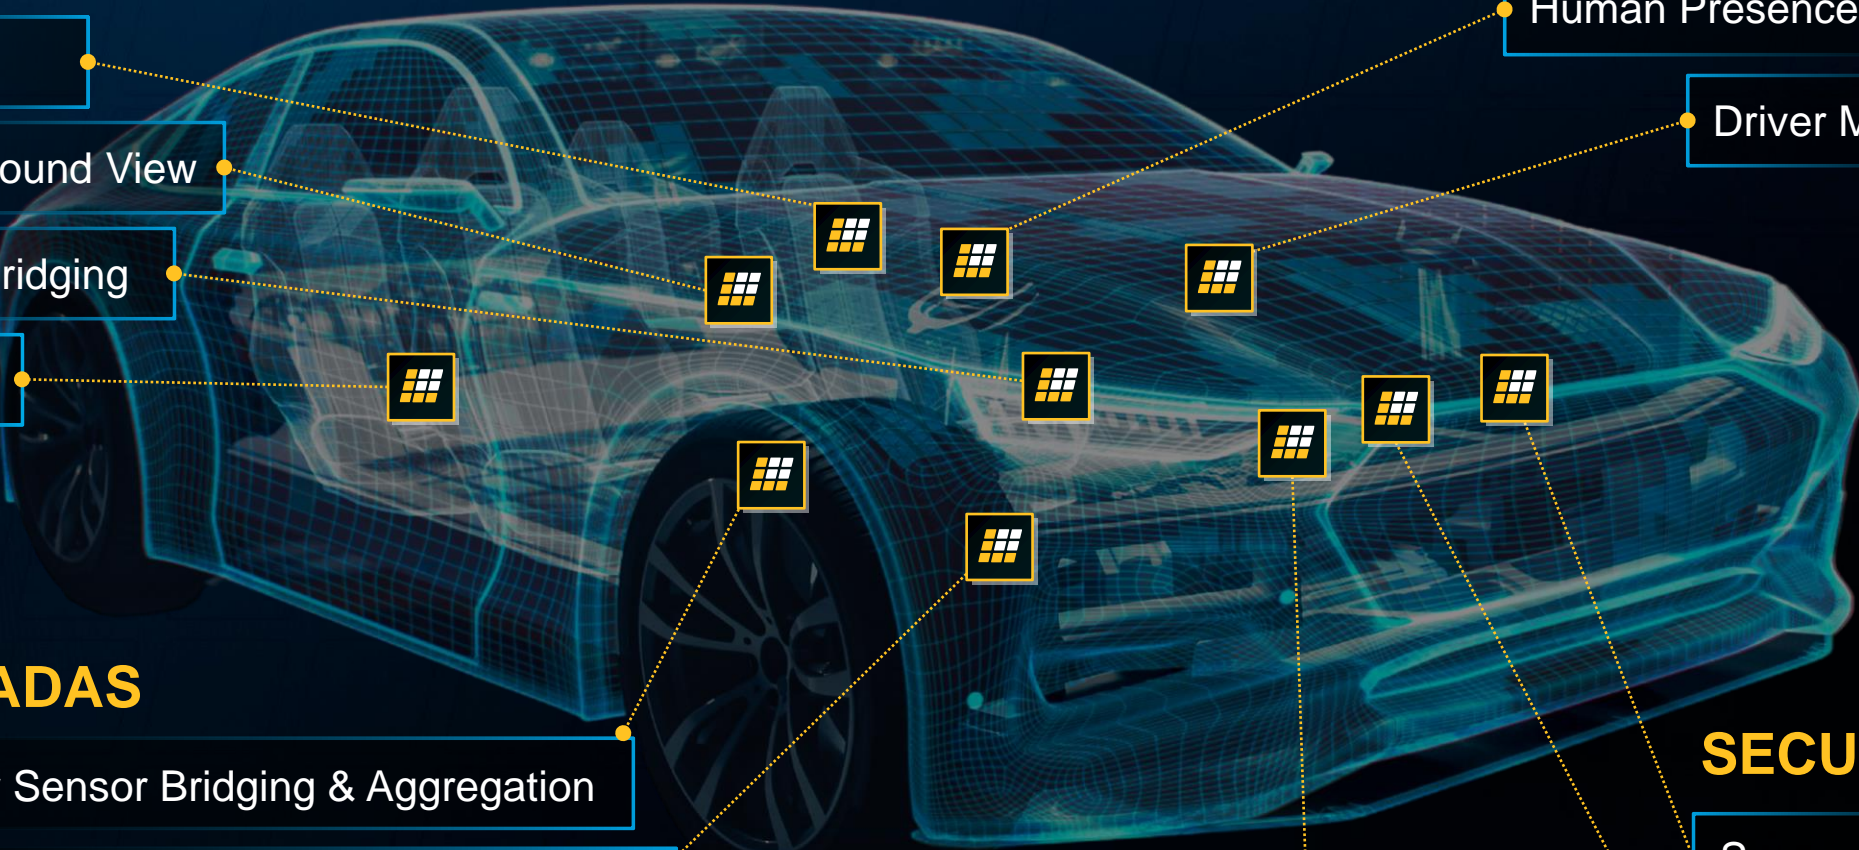 Human Presence
Driver M
ound View
ridging
ADAS
Sensor Bridging & Aggregation
SECU